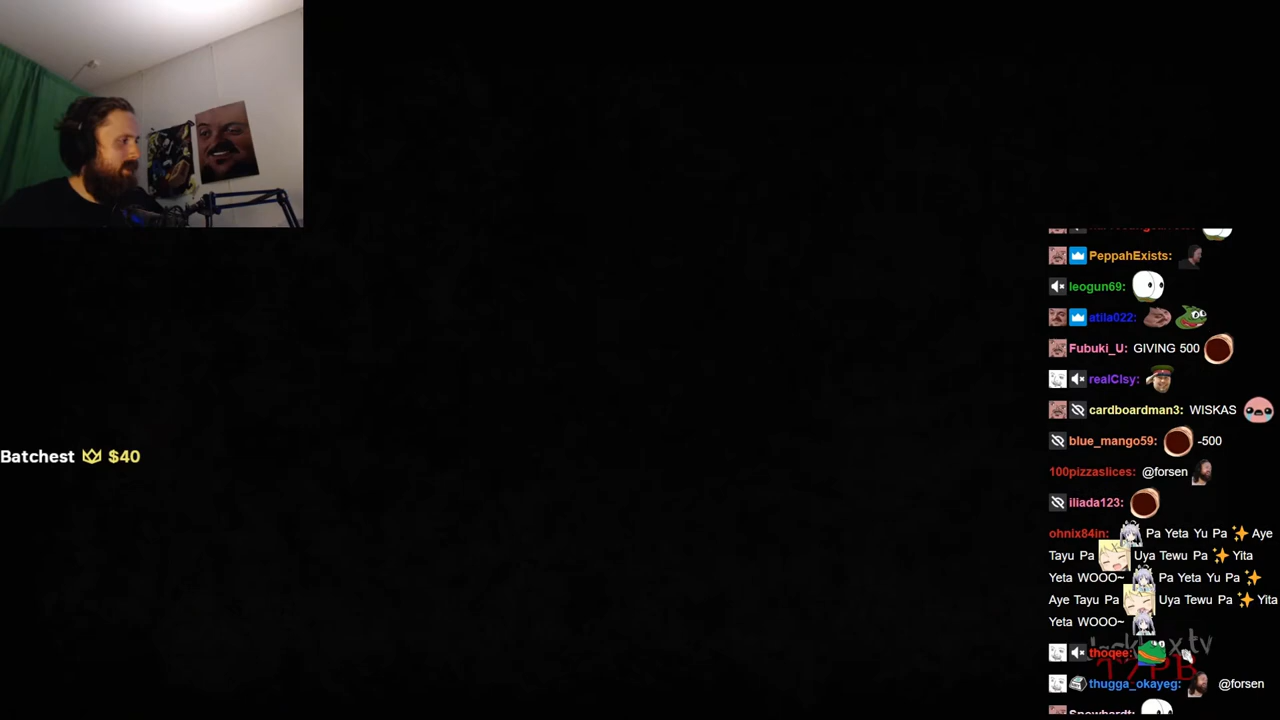 PeppahExists:
leogun69:
atila022:
Fubuki_U: GIVING 500
realClsy:
cardboardman3: WISKAS
Batchest $40
blue_mango59: -500
100pizzaslices: @forsen
iliada123:
ohnix84in: Pa Yeta Yu Pa ✨ Aye
Tayu Pa Uya Tewu Pa ✨ Yita
Yeta WOOO~ Pa Yeta Yu Pa ✨
Aye Tayu Pa Uya Tewu Pa ✨ Yita
Yeta WOOO~
thoqee:
thugga_okayeg: @forsen